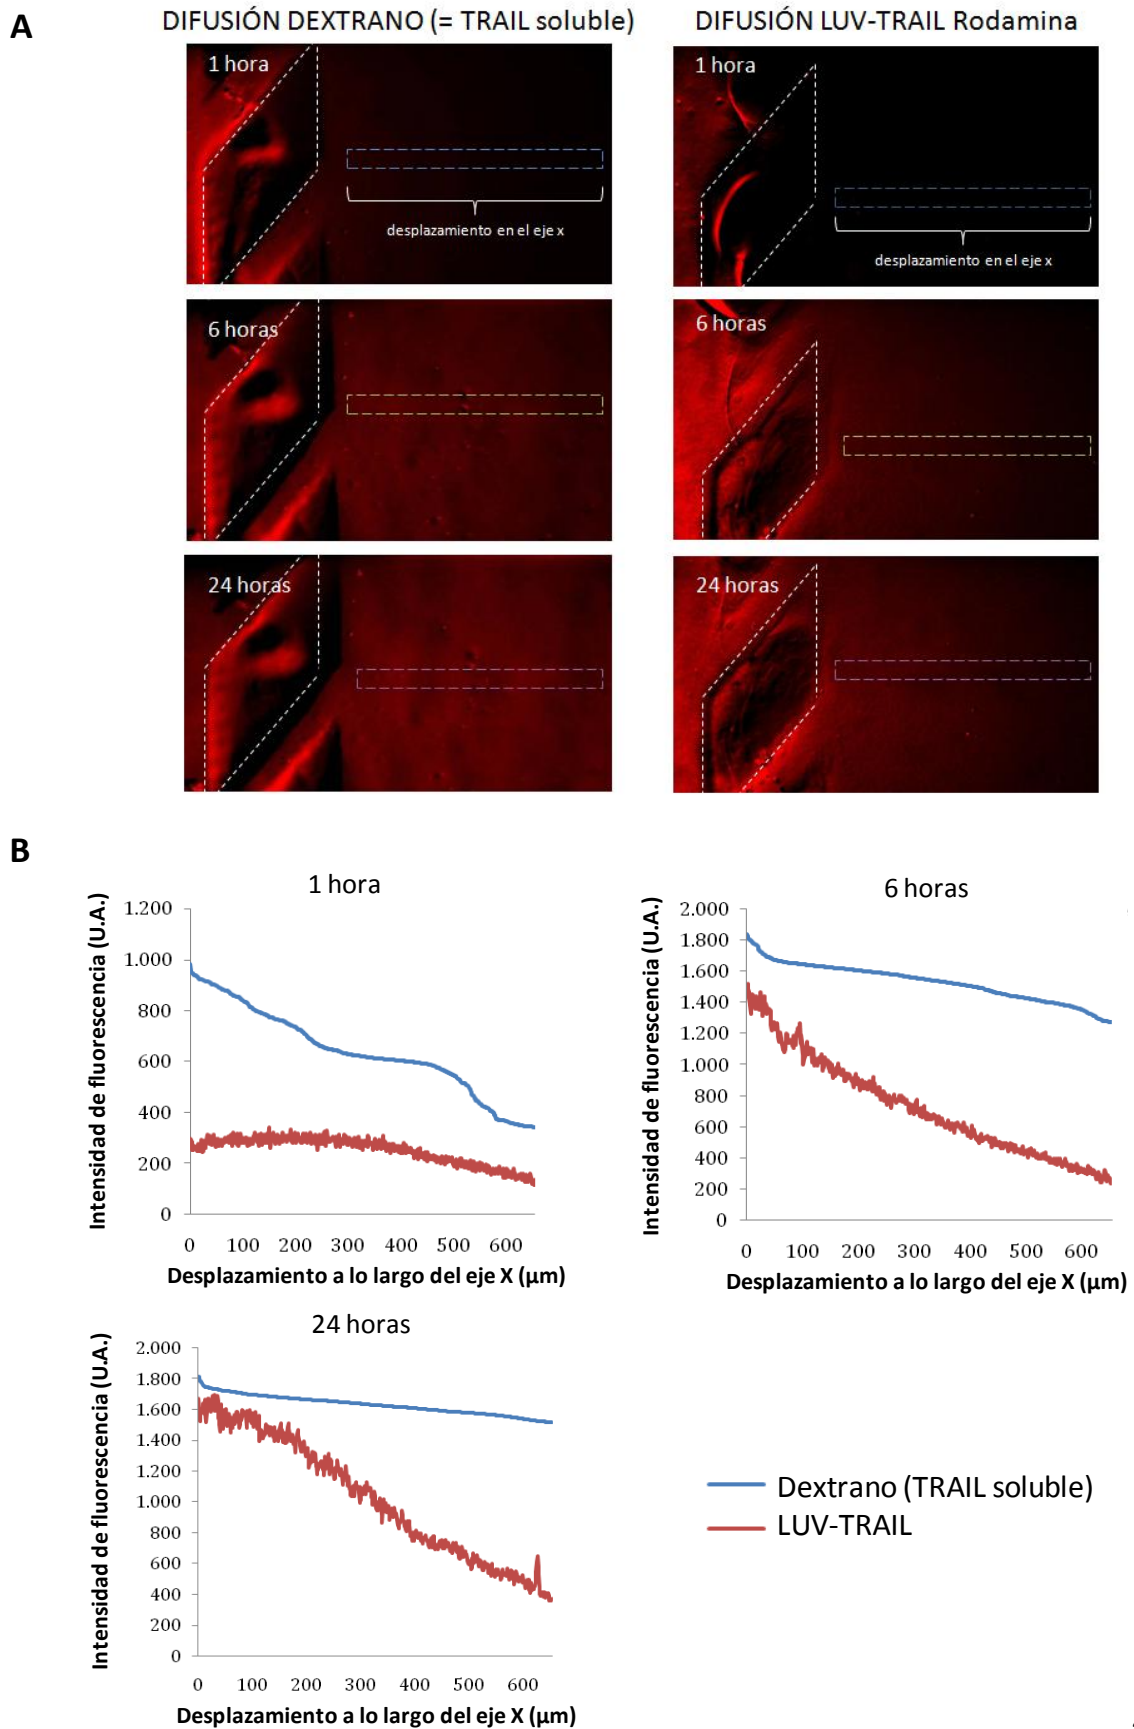 A
DIFUSIÓN DEXTRANO (= TRAIL soluble)
DIFUSIÓN LUV-TRAIL Rodamina
1 hora
desplazamiento en el eje x
1 hora
desplazamiento en el eje x
6 horas
6 horas
24 horas
24 horas
B
1 hora
Intensidad de fluorescencia (U.A.)
1.200
1.000
800
600
400
200
0
0 100 200 300 400 500 600
Desplazamiento a lo largo del eje X (μm)
6 horas
Intensidad de fluorescencia (U.A.)
2.000
1.800
1.600
1.400
1.200
1.000
800
600
400
200
0
0 100 200 300 400 500 600
Desplazamiento a lo largo del eje X (μm)
24 horas
Intensidad de fluorescencia (U.A.)
2.000
1.800
1.600
1.400
1.200
1.000
800
600
400
200
0
0 100 200 300 400 500 600
Desplazamiento a lo largo del eje X (μm)
Dextrano (TRAIL soluble)
LUV-TRAIL